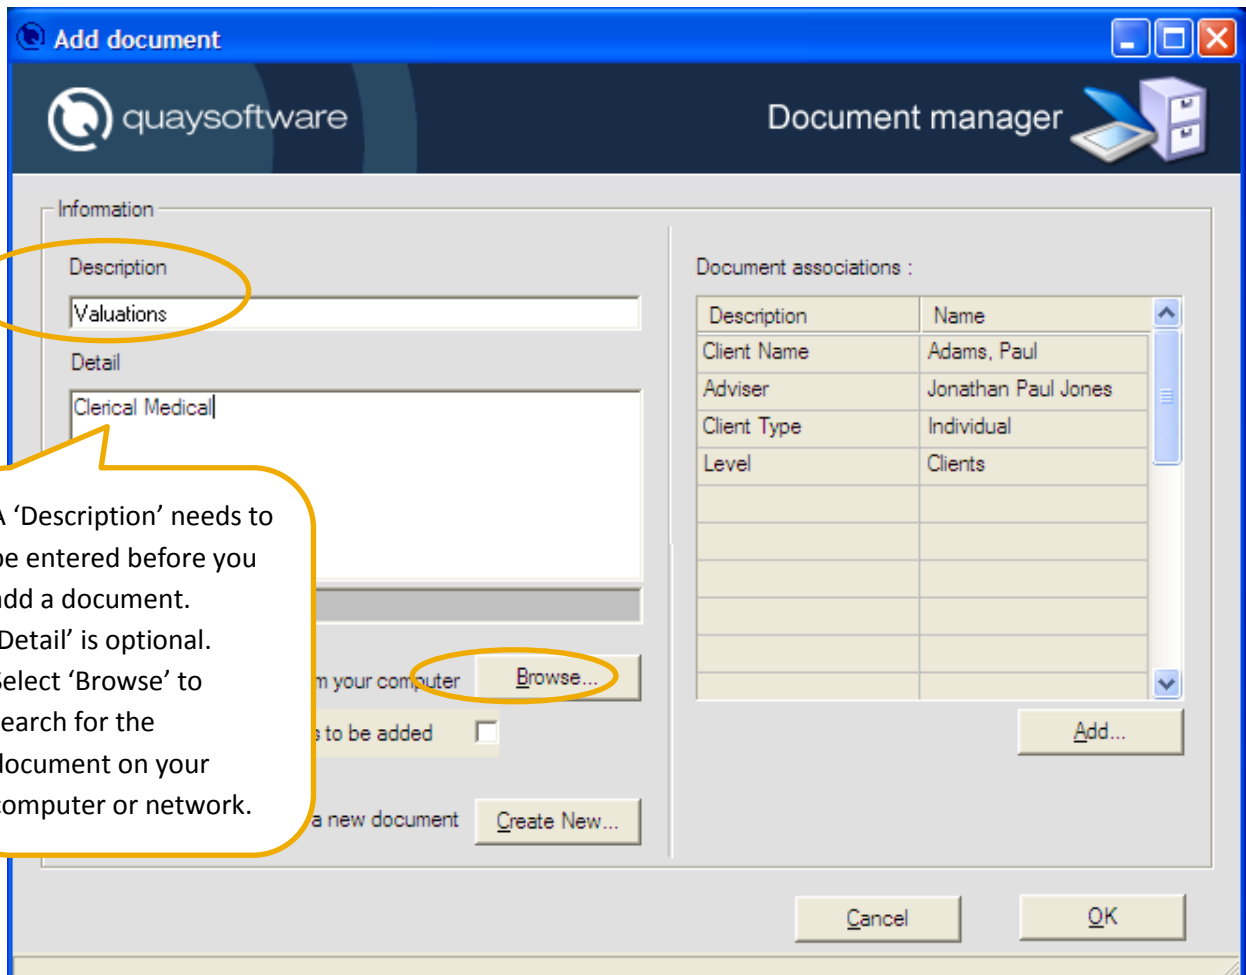 Add document
quaysoftware
Document manager
Information
Description
Valuations
Detail
Clerical Medical
A ‘Description’ needs to
be entered before you
add a document.
Detail’ is optional.
Select ‘Browse’ to
search for the
document on your
computer or network.
m your computer
Browse...
s to be added
a new document
Create New...
Document associations :
Description Name
Client Name Adams, Paul
Adviser Jonathan Paul Jones
Client Type Individual
Level Clients
Add...
Cancel
OK